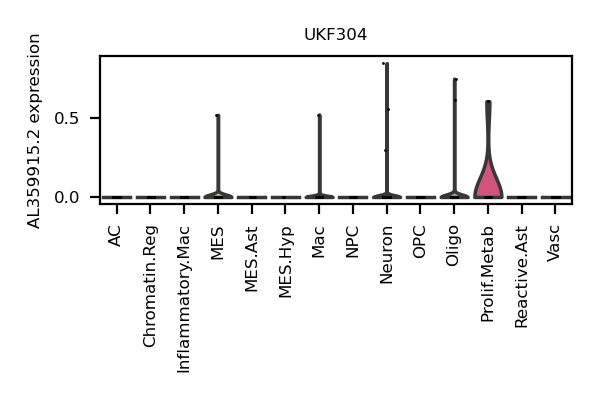 UKF304
AL359915.2 expression
0.5
0.0
AC
Chromatin.Reg
Inflammatory.Mac
MES
MES.Ast
MES.Hyp
Mac
NPC
Neuron
OPC
Oligo
Prolif.Metab
Reactive.Ast
Vasc